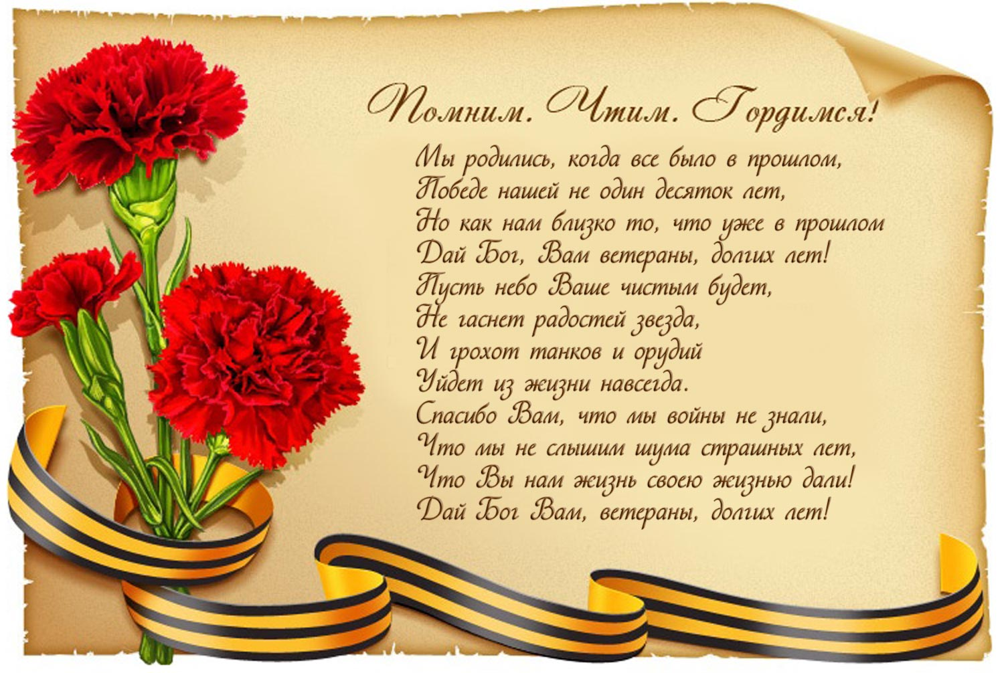 Помним. Чтим. Гордимся!
Мы родились, когда все было в прошлом,
Победе нашей не один десяток лет,
Но как нам близко то, что уже в прошлом
Дай Бог, Вам ветераны, долгих лет!
Пусть небо Ваше чистым будет,
Не гаснет радостей звезда,
И грохот танков и орудий
Уйдет из жизни навсегда.
Спасибо Вам, что мы войны не знали,
Что мы не слышим шума страшных лет,
Что Вы нам жизнь своею жизнью дали!
Дай Бог Вам, ветераны, долгих лет!